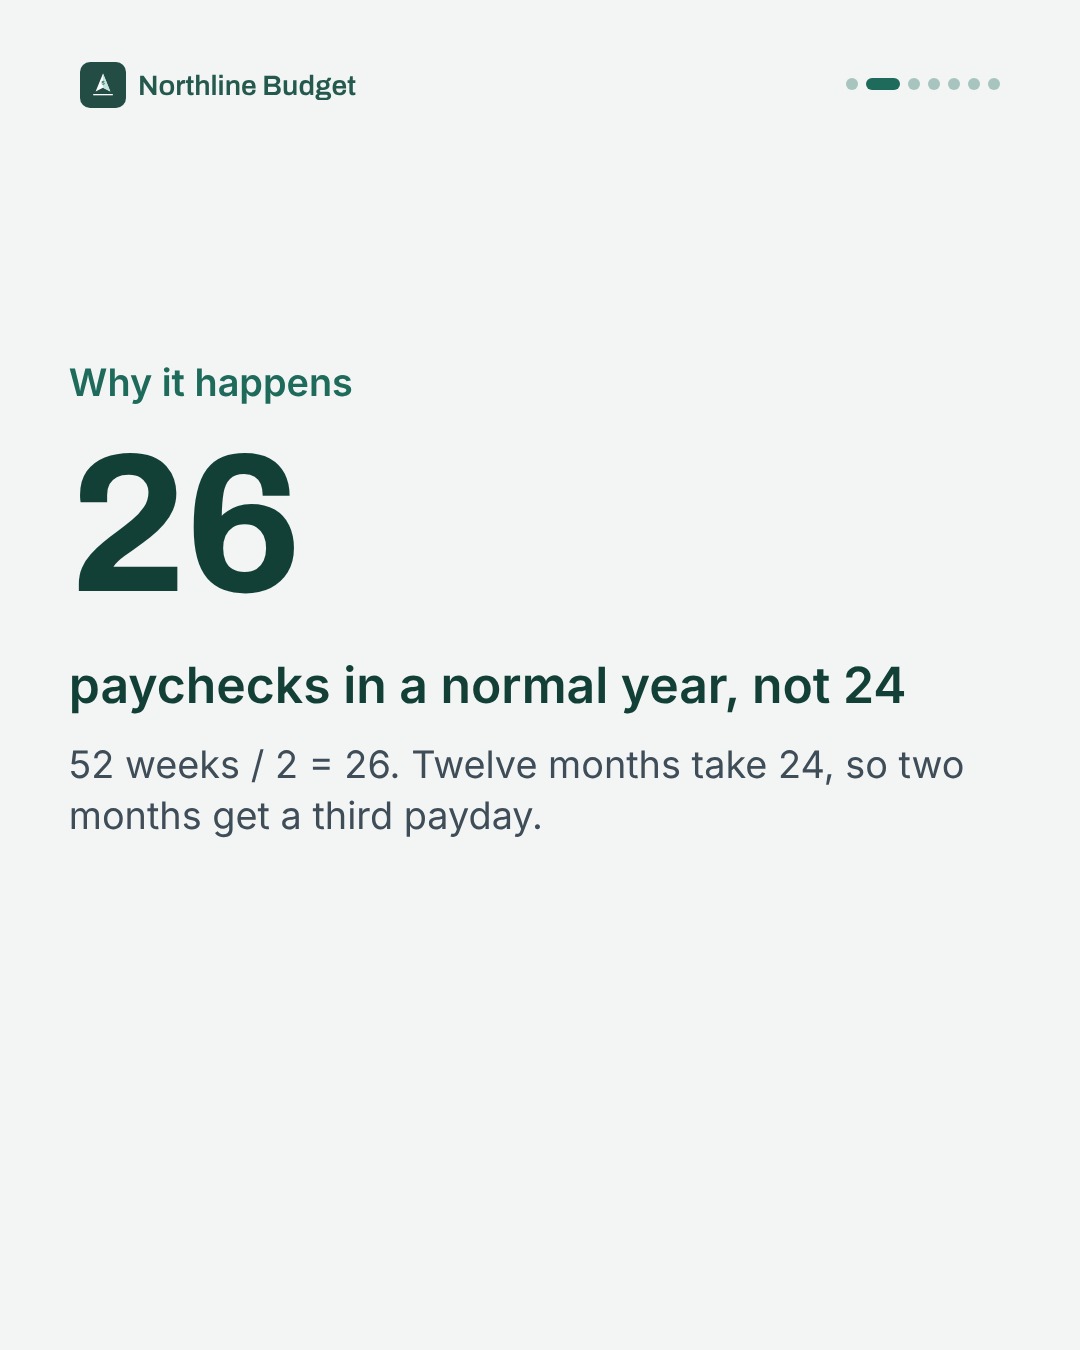 Northline Budget
Why it happens
26
paychecks in a normal year, not 24
52 weeks / 2 = 26. Twelve months take 24, so two
months get a third payday.